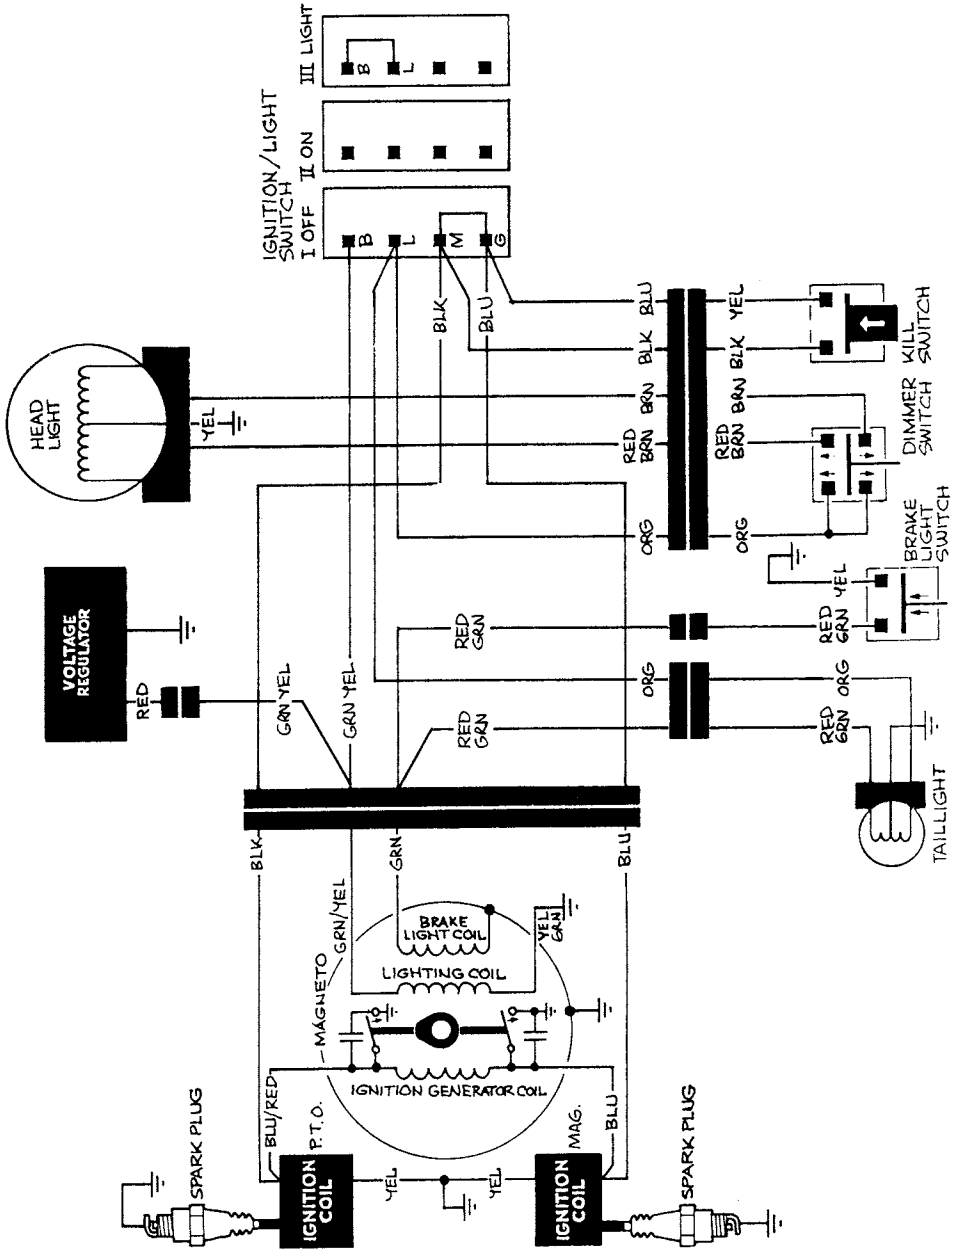 IGNITION/LIGHT
SWITCH
I OFF
II ON
III LIGHT
B
L
B
L
M
G
HEAD
LIGHT
YEL
BLK
BLU
BLU
BLK
BRN
RED
BRN
ORG
YEL
BLK
BRN
RED
BRN
ORG
KILL
SWITCH
DIMMER
SWITCH
BRAKE
LIGHT
SWITCH
YEL
RED
GRN
VOLTAGE
REGULATOR
RED
GRN YEL
GRN YEL
RED
GRN
RED
GRN
ORG
ORG
RED
GRN
TAILLIGHT
BLK
GRN/YEL
GRN
BLU
MAGNETO
BRAKE
LIGHT COIL
LIGHTING COIL
YEL
GRN
IGNITION GENERATOR COIL
BLU/RED
P.T.O.
MAG.
BLU
SPARK PLUG
IGNITION
COIL
YEL
YEL
IGNITION
COIL
SPARK PLUG